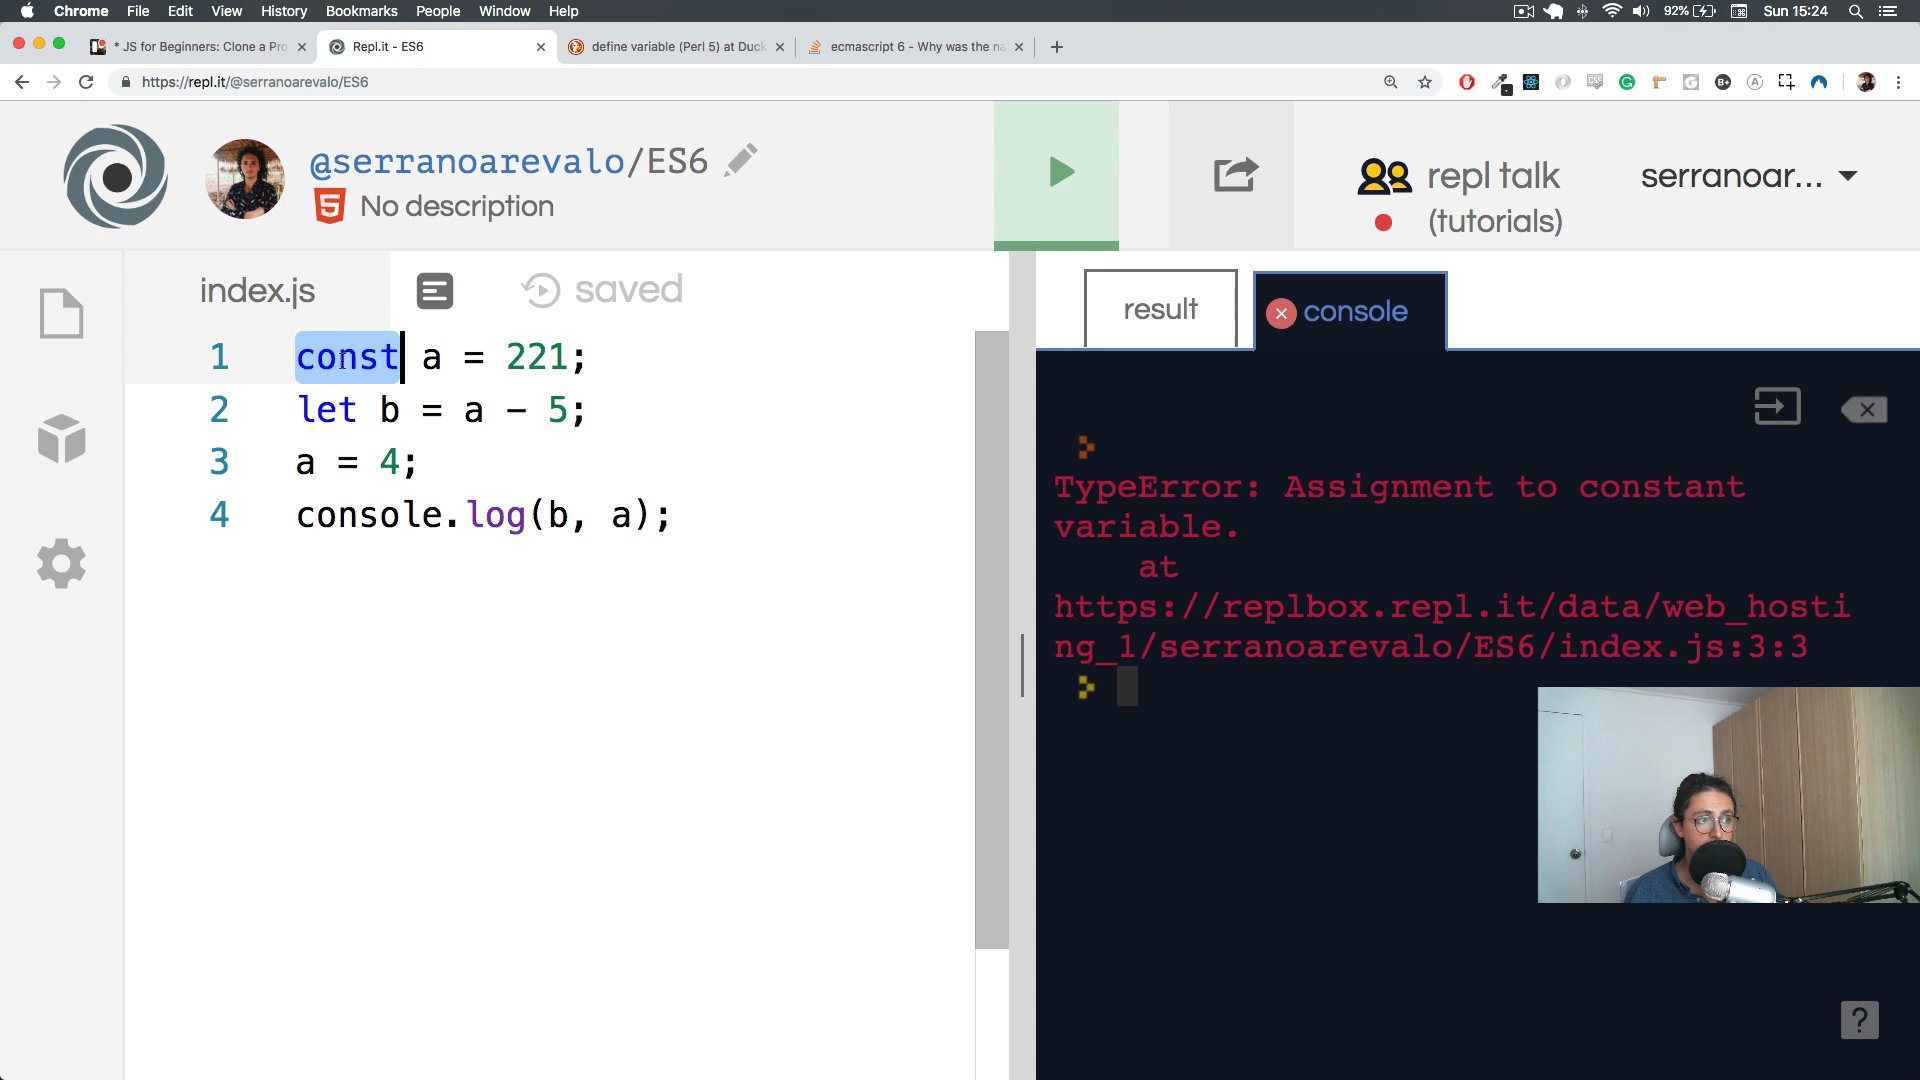 Chrome File Edit View History Bookmarks People Window Help 92% Sun 15:24
* JS for Beginners: Clone a Pro Repl.it - ES6 define variable (Perl 5) at Duck ecmascript 6 - Why was the na
https://repl.it/@serranoarevalo/ES6
@serranoarevalo/ES6
No description
repl talk
(tutorials)
serranoar...
index.js
saved
result
console
1 const a = 221;
2 let b = a - 5;
3 a = 4;
4 console.log(b, a);
TypeError: Assignment to constant
variable.
at
https://replbox.repl.it/data/web_hosti
ng_1/serranoarevalo/ES6/index.js:3:3
?